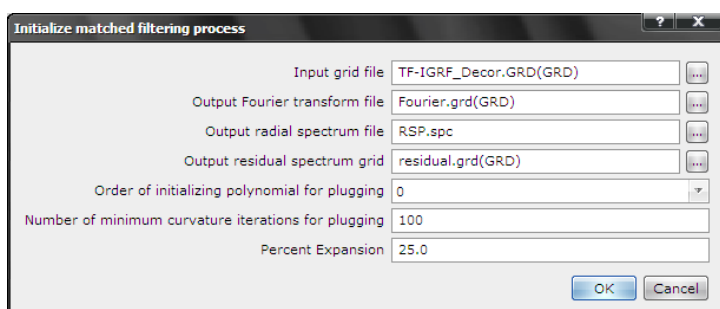 Initialize matched filtering process ? X
Input grid file TF-IGRF_Decor.GRD(GRD) ...
Output Fourier transform file Fourier.grd(GRD) ...
Output radial spectrum file RSP.spc ...
Output residual spectrum grid residual.grd(GRD) ...
Order of initializing polynomial for plugging 0
Number of minimum curvature iterations for plugging 100
Percent Expansion 25.0
OK Cancel